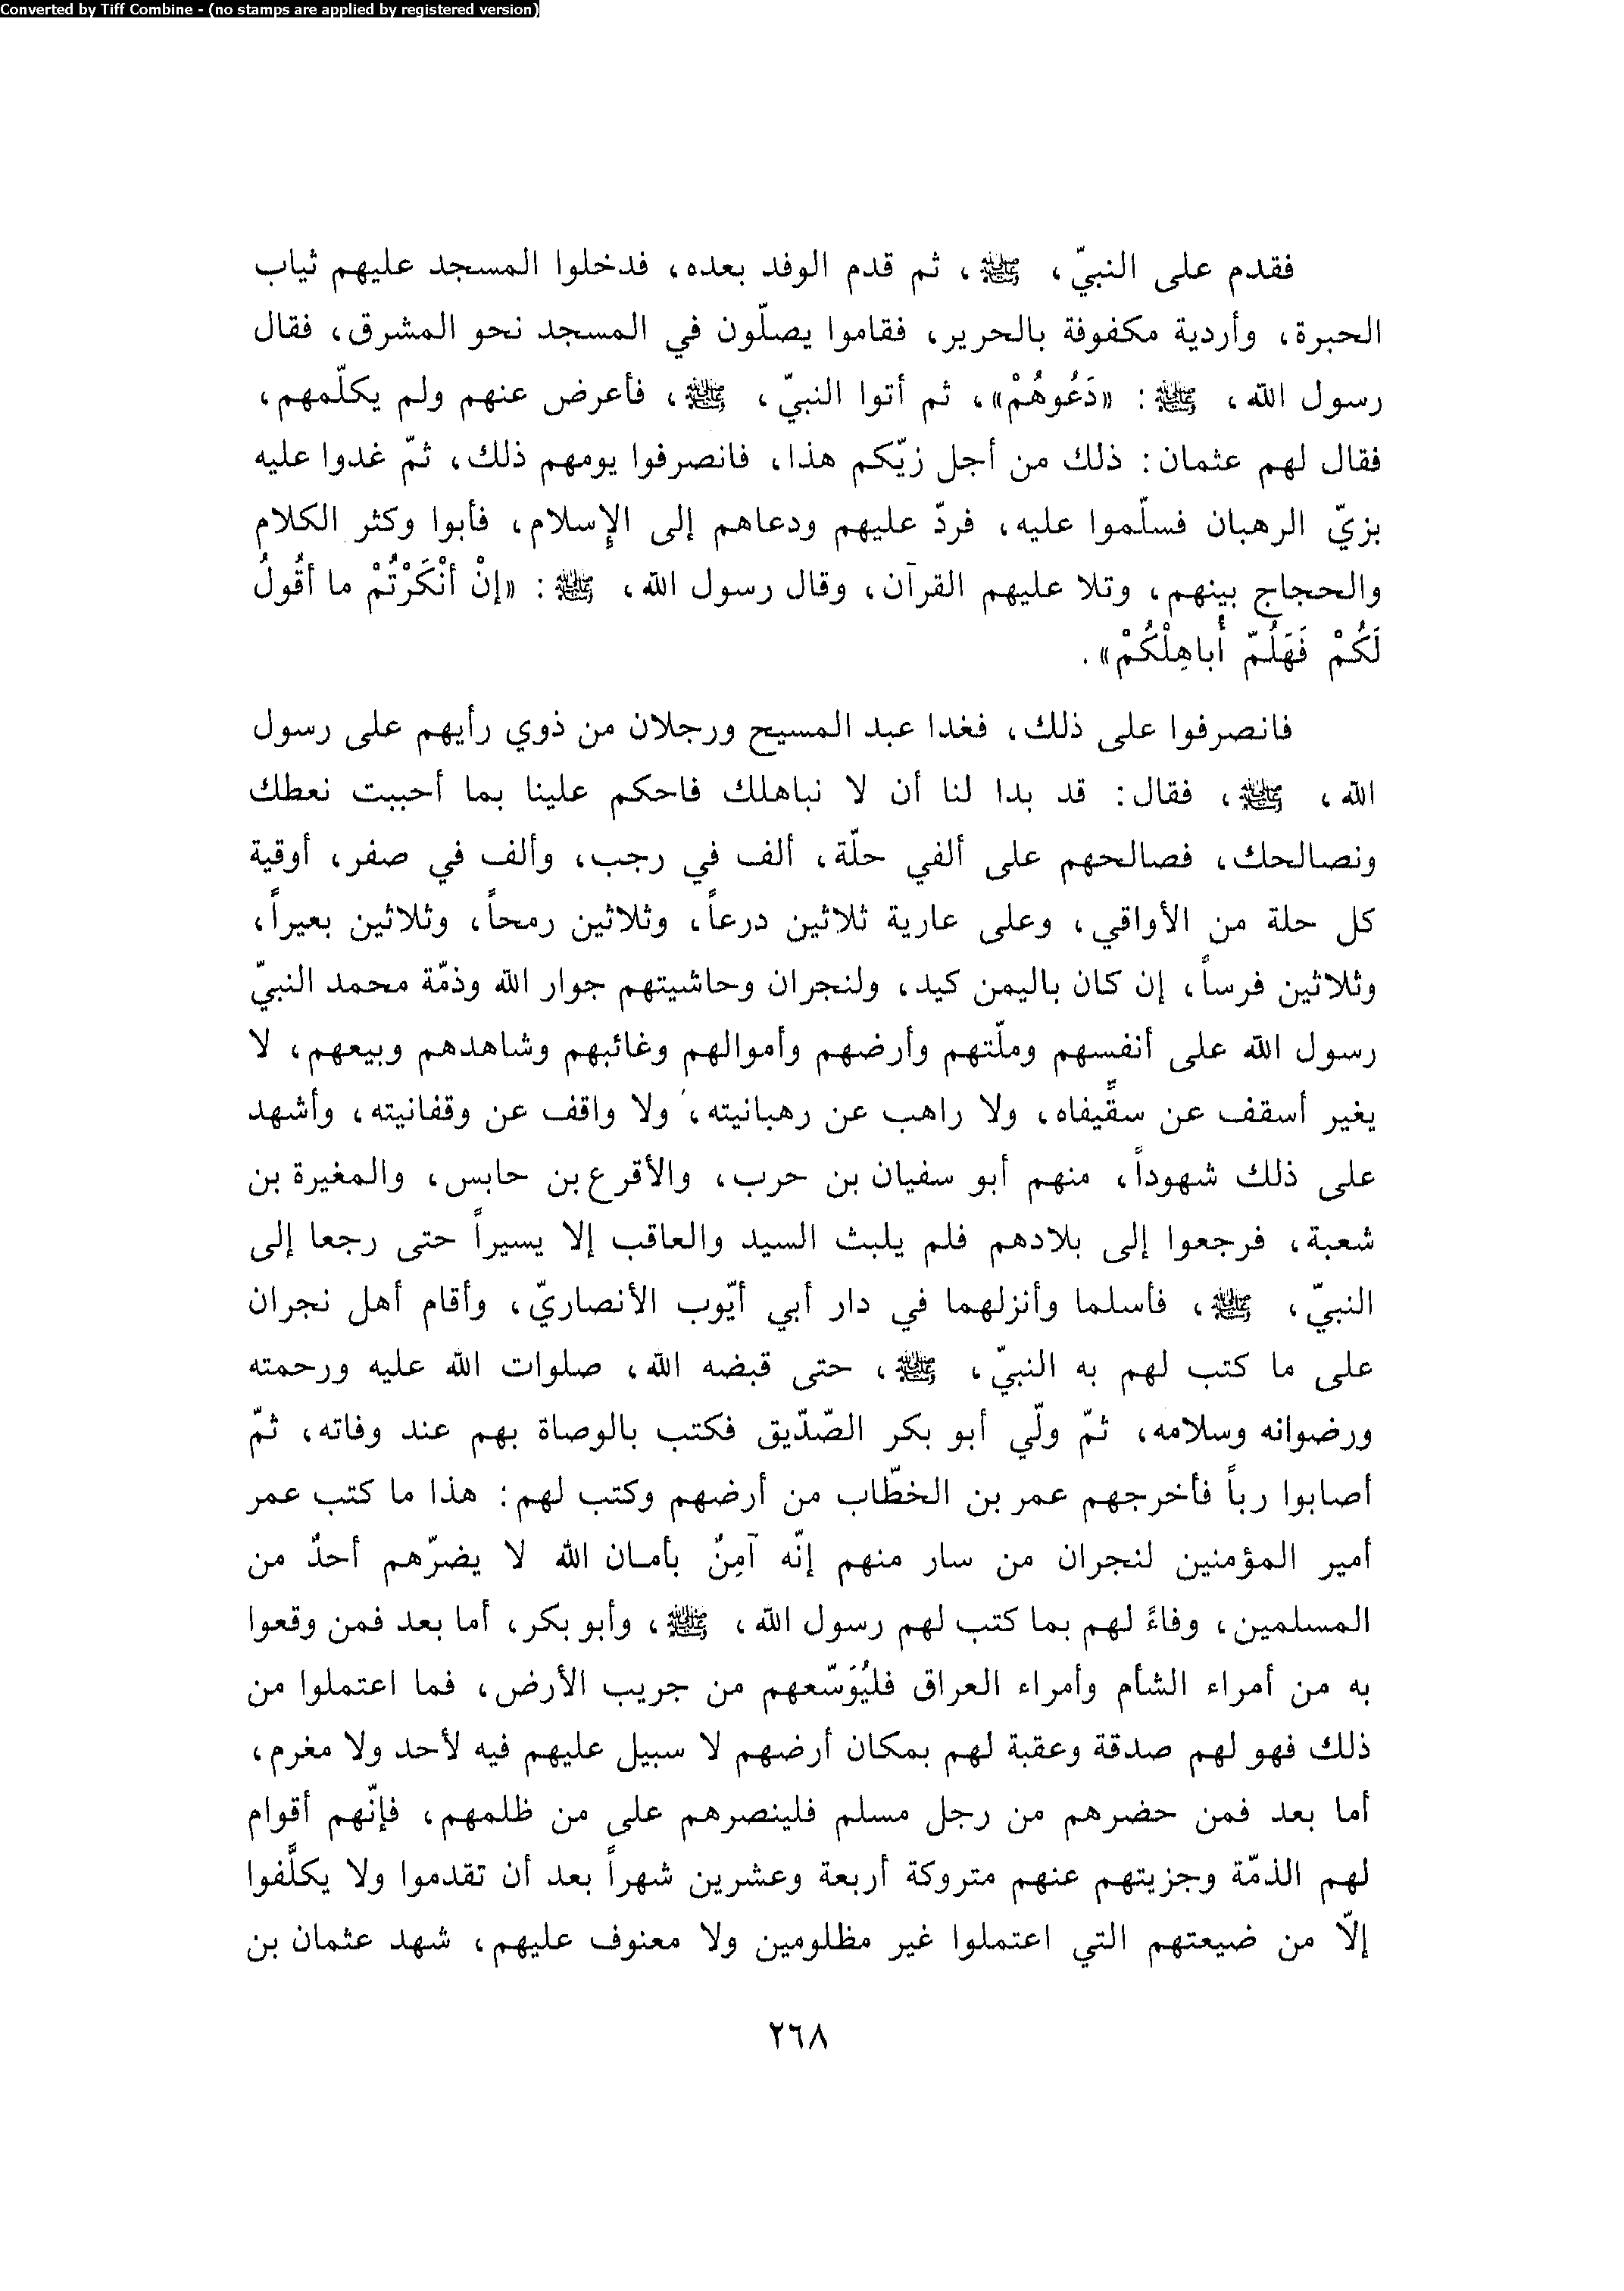 Converted by Tiff Combine - (no stamps are applied by registered version)
فقدم على النبيّ، ﷺ، ثم قدم الوفد بعده، فدخلوا المسجد عليهم ثياب
الحبرة، وأردية مكفوفة بالحرير، فقاموا يصلّون في المسجد نحو المشرق، فقال
رسول الله، ﷺ: «دَعُوهُمْ»، ثم أتوا النبيّ، ﷺ، فأعرض عنهم ولم يكلّمهم،
فقال لهم عثمان: ذلك من أجل زيّكم هذا، فانصرفوا يومهم ذلك، ثمّ غدوا عليه
بزيّ الرهبان فسلّموا عليه، فردّ عليهم ودعاهم إلى الإسلام، فأبوا وكثر الكلام
والحجاج بينهم، وتلا عليهم القرآن، وقال رسول الله، ﷺ: «إنْ أنْكَرْتُمْ ما أقُولُ
لَكُمْ فَهَلُمّ أُباهِلْكُمْ».
فانصرفوا على ذلك، فغدا عبد المسيح ورجلان من ذوي رأيهم على رسول
الله، ﷺ، فقال: قد بدا لنا أن لا نباهلك فاحكم علينا بما أحببت نعطك
ونصالحك، فصالحهم على ألفي حلّة، ألف في رجب، وألف في صفر، أوقية
كل حلة من الأواقي، وعلى عارية ثلاثين درعاً، وثلاثين رمحاً، وثلاثين بعيراً،
وثلاثين فرساً، إن كان باليمن كيد، ولنجران وحاشيتهم جوار الله وذمّة محمد النبيّ
رسول الله على أنفسهم وملّتهم وأرضهم وأموالهم وغائبهم وشاهدهم وبيعهم، لا
يغير أسقف عن سقِّيفاه، ولا راهب عن رهبانيته، ولا واقف عن وقفانيته، وأشهد
على ذلك شهوداً، منهم أبو سفيان بن حرب، والأقرع بن حابس، والمغيرة بن
شعبة، فرجعوا إلى بلادهم فلم يلبث السيد والعاقب إلا يسيراً حتى رجعا إلى
النبيّ، ﷺ، فأسلما وأنزلهما في دار أبي أيّوب الأنصاريّ، وأقام أهل نجران
على ما كتب لهم به النبيّ، ﷺ، حتى قبضه الله، صلوات الله عليه ورحمته
ورضوانه وسلامه، ثمّ ولّي أبو بكر الصّدّيق فكتب بالوصاة بهم عند وفاته، ثمّ
أصابوا رباً فأخرجهم عمر بن الخطّاب من أرضهم وكتب لهم: هذا ما كتب عمر
أمير المؤمنين لنجران من سار منهم إنّه آمِنٌ بأمان الله لا يضرّهم أحدٌ من
المسلمين، وفاءً لهم بما كتب لهم رسول الله، ﷺ، وأبو بكر، أما بعد فمن وقعوا
به من أمراء الشأم وأمراء العراق فليُوَسّعهم من جريب الأرض، فما اعتملوا من
ذلك فهو لهم صدقة وعقبة لهم بمكان أرضهم لا سبيل عليهم فيه لأحد ولا مغرم،
أما بعد فمن حضرهم من رجل مسلم فلينصرهم على من ظلمهم، فإنّهم أقوام
لهم الذمّة وجزيتهم عنهم متروكة أربعة وعشرين شهراً بعد أن تقدموا ولا يكلَّفوا
إلاّ من ضيعتهم التي اعتملوا غير مظلومين ولا معنوف عليهم، شهد عثمان بن
٢٦٨